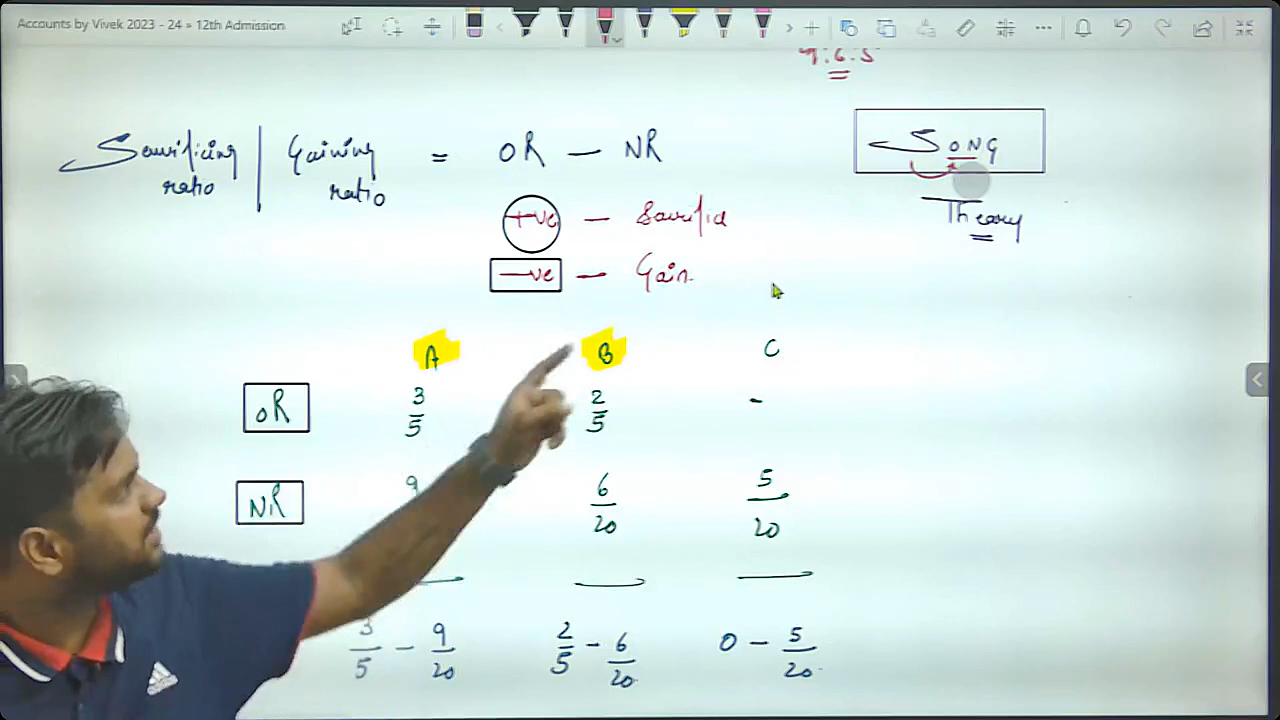 Accounts by Vivek 2023 - 24 » 12th Admission
9:6:5
Sacrificing ratio | Gaining ratio = OR — NR
SONG
+ve — Sacrifice
Theory
-ve — Gain
A B C
OR 3/5 2/5 -
NR 9 6/20 5/20
3/5 - 9/20 2/5 - 6/20 0 - 5/20